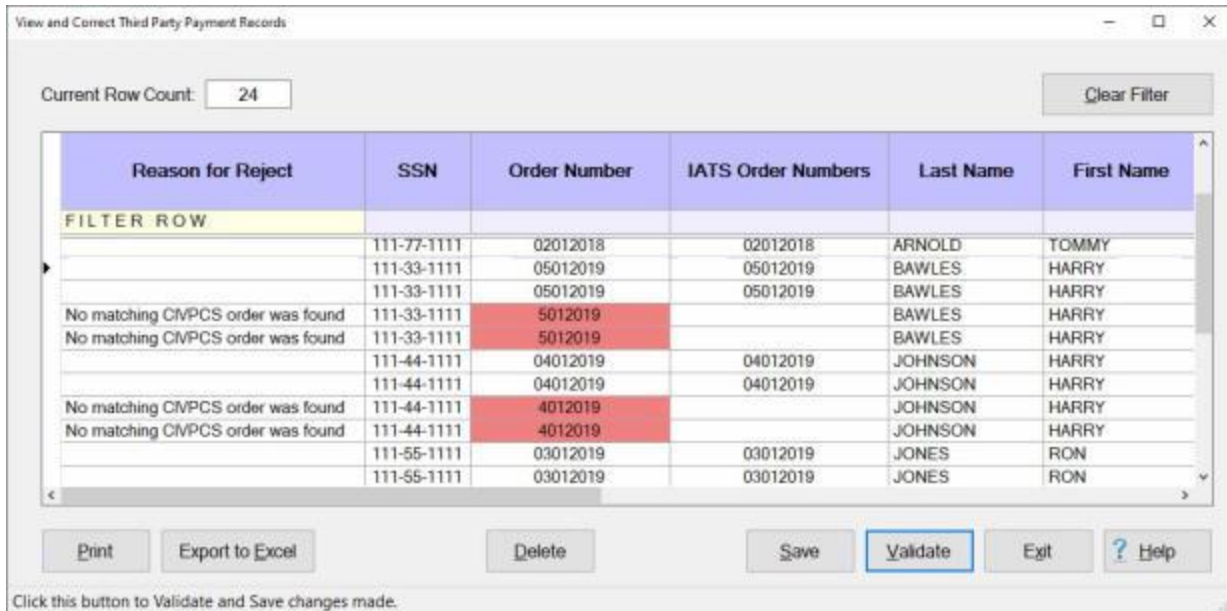 View and Correct Third Party Payment Records
Current Row Count: 24 Clear Filter
Reason for Reject SSN Order Number IATS Order Numbers Last Name First Name
FILTER ROW
111-77-1111 02012018 02012018 ARNOLD TOMMY
111-33-1111 05012019 05012019 BAWLES HARRY
111-33-1111 05012019 05012019 BAWLES HARRY
No matching CIVPCS order was found 111-33-1111 5012019 BAWLES HARRY
No matching CIVPCS order was found 111-33-1111 5012019 BAWLES HARRY
111-44-1111 04012019 04012019 JOHNSON HARRY
111-44-1111 04012019 04012019 JOHNSON HARRY
No matching CIVPCS order was found 111-44-1111 4012019 JOHNSON HARRY
No matching CIVPCS order was found 111-44-1111 4012019 JOHNSON HARRY
111-55-1111 03012019 03012019 JONES RON
111-55-1111 03012019 03012019 JONES RON
Print Export to Excel Delete Save Validate Exit ? Help
Click this button to Validate and Save changes made.